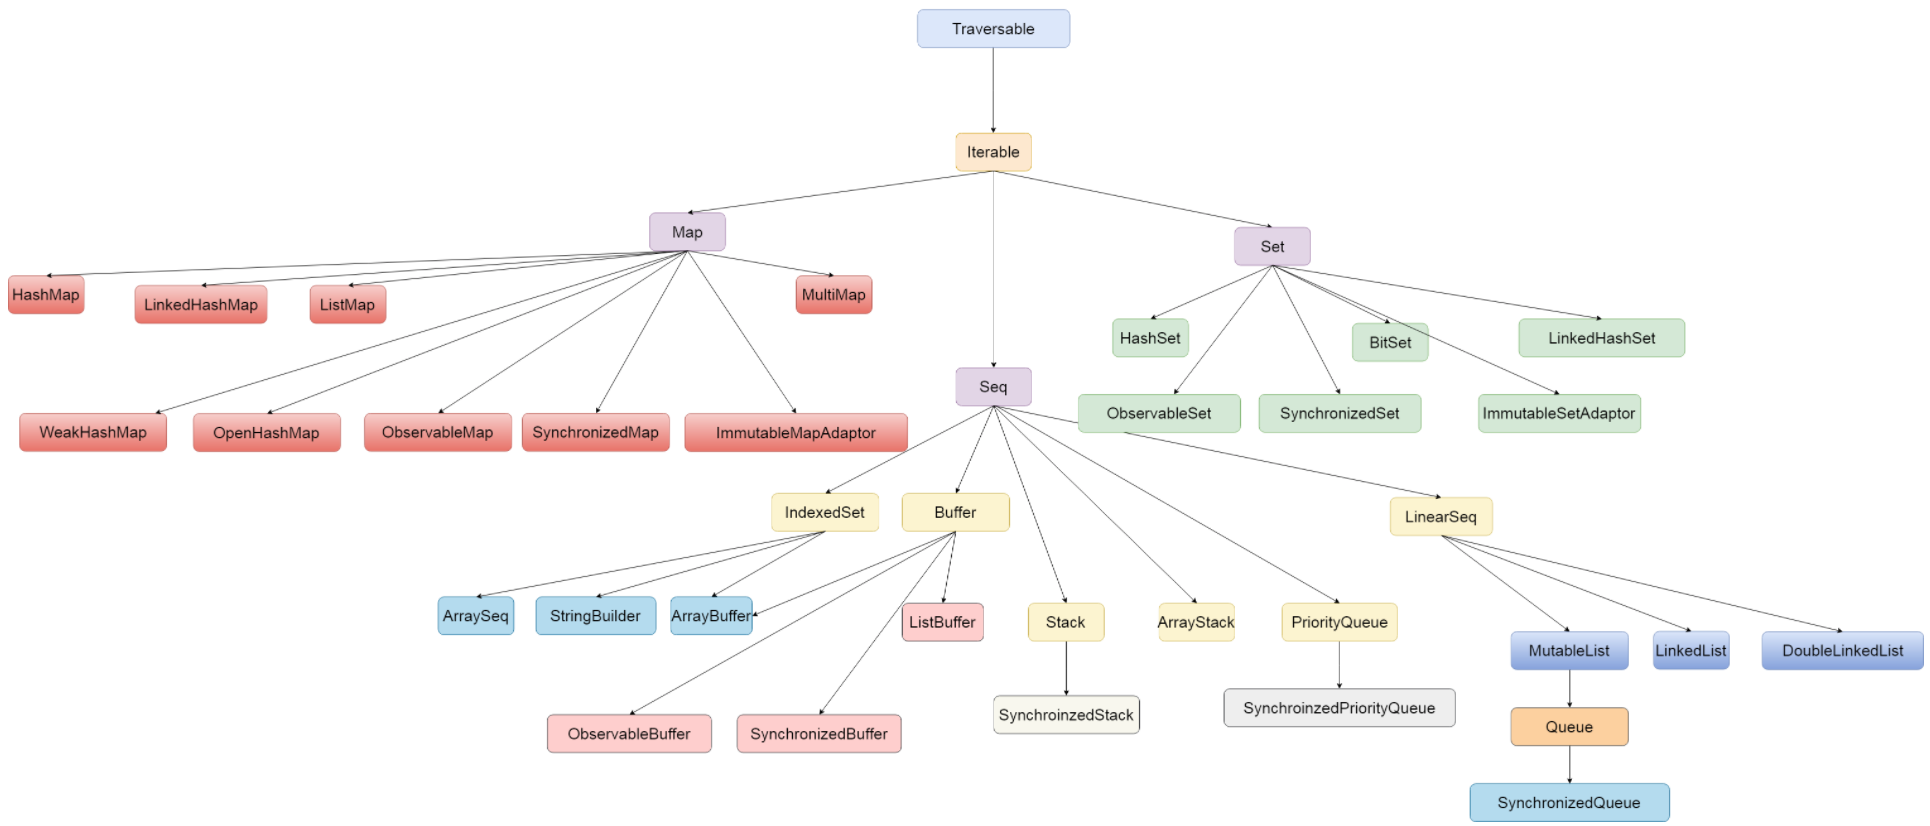 Traversable
Iterable
Map
Set
HashMap
LinkedHashMap
ListMap
MultiMap
HashSet
BitSet
LinkedHashSet
Seq
WeakHashMap
OpenHashMap
ObservableMap
SynchronizedMap
ImmutableMapAdaptor
ObservableSet
SynchronizedSet
ImmutableSetAdaptor
IndexedSet
Buffer
LinearSeq
ArraySeq
StringBuilder
ArrayBuffer
ListBuffer
Stack
ArrayStack
PriorityQueue
MutableList
LinkedList
DoubleLinkedList
ObservableBuffer
SynchronizedBuffer
SynchroinzedStack
SynchroinzedPriorityQueue
Queue
SynchronizedQueue